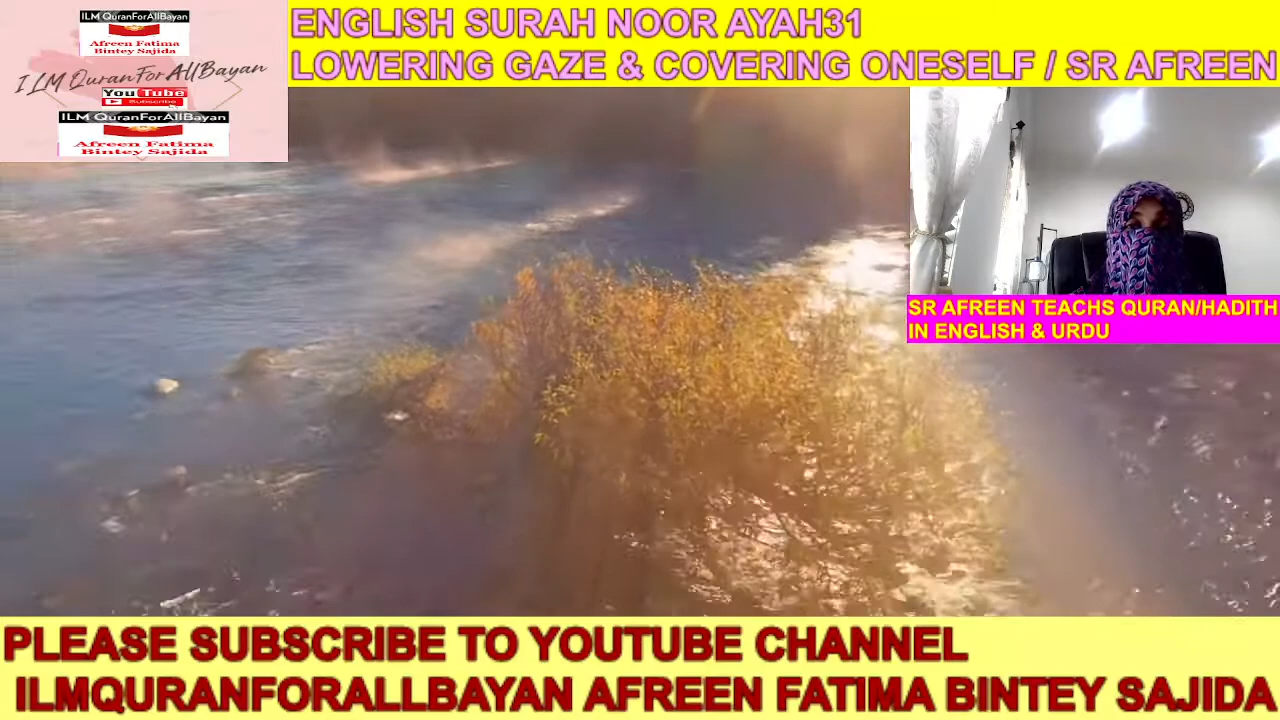 ILM QuranForAllBayan
Afreen Fatima
Bintey Sajida
ILM QuranForAllBayan
YouTube
Subscribe
ILM QuranForAllBayan
Afreen Fatima
Bintey Sajida
ENGLISH SURAH NOOR AYAH31
LOWERING GAZE & COVERING ONESELF / SR AFREEN
SR AFREEN TEACHS QURAN/HADITH
IN ENGLISH & URDU
PLEASE SUBSCRIBE TO YOUTUBE CHANNEL
ILMQURANFORALLBAYAN AFREEN FATIMA BINTEY SAJIDA